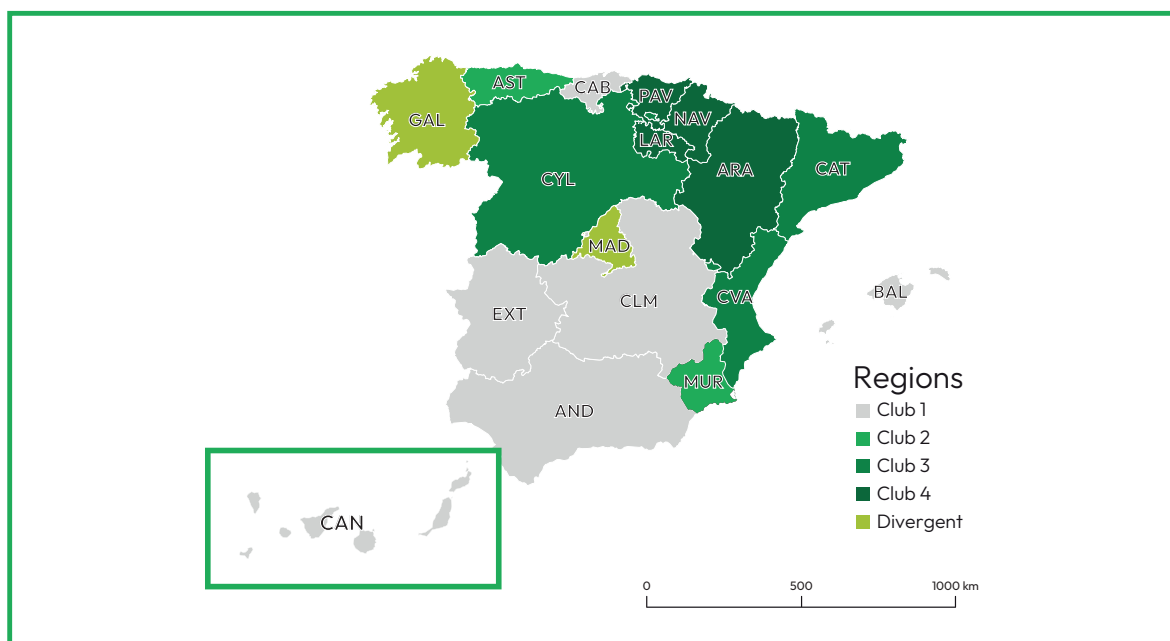 AST
CAB
PAV
GAL
NAV
LAR
ARA
CAT
CYL
MAD
BAL
CVA
CLM
EXT
MUR
AND
CAN
Regions
Club 1
Club 2
Club 3
Club 4
Divergent
0 500 1000 km